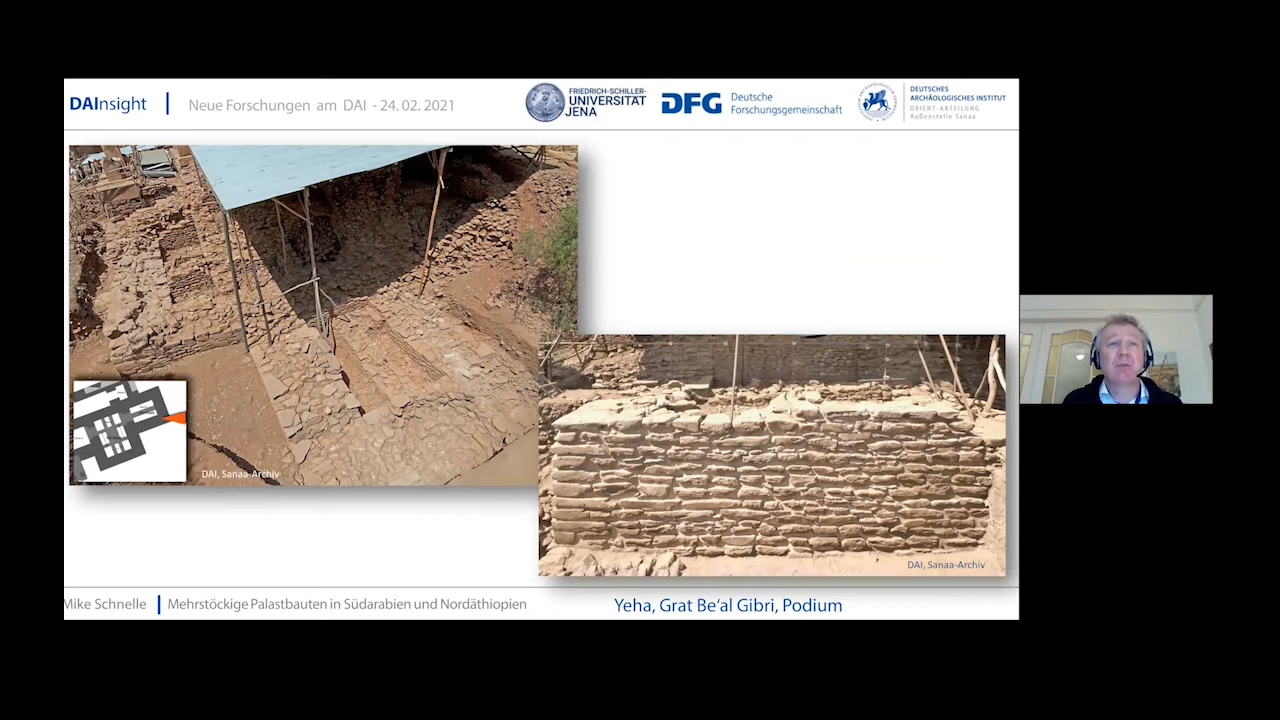 DAInsight | Neue Forschungen am DAI - 24. 02. 2021
FRIEDRICH-SCHILLER-
UNIVERSITÄT
JENA
DFG Deutsche
Forschungsgemeinschaft
DEUTSCHES
ARCHÄOLOGISCHES INSTITUT
ORIENT-ABTEILUNG
Außenstelle Sanaa
DAI, Sanaa-Archiv
DAI, Sanaa-Archiv
Mike Schnelle | Mehrstöckige Palastbauten in Südarabien und Nordäthiopien
Yeha, Grat Be‘al Gibri, Podium